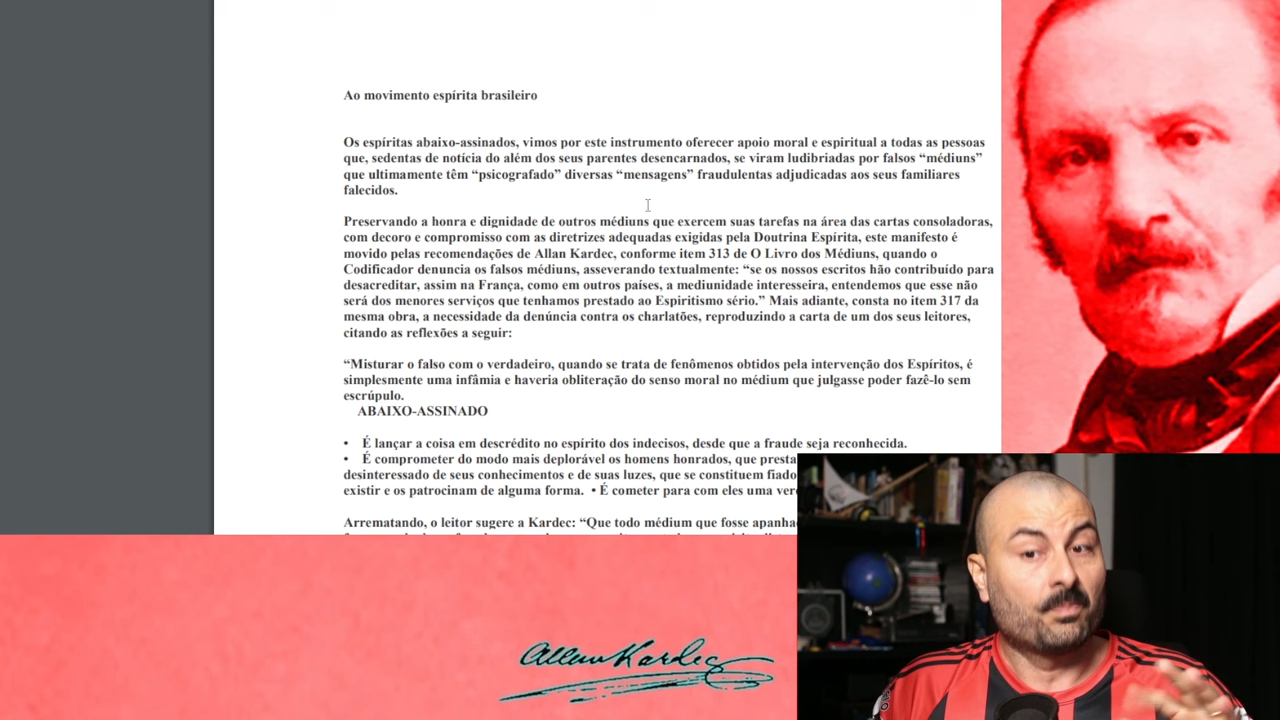 Ao movimento espírita brasileiro
Os espíritas abaixo-assinados, vimos por este instrumento oferecer apoio moral e espiritual a todas as pessoas
que, sedentas de notícia do além dos seus parentes desencarnados, se viram ludibriadas por falsos “médiuns”
que ultimamente têm “psicografado” diversas “mensagens” fraudulentas adjudicadas aos seus familiares
falecidos.
Preservando a honra e dignidade de outros médiuns que exercem suas tarefas na área das cartas consoladoras,
com decoro e compromisso com as diretrizes adequadas exigidas pela Doutrina Espírita, este manifesto é
movido pelas recomendações de Allan Kardec, conforme item 313 de O Livro dos Médiuns, quando o
Codificador denuncia os falsos médiuns, asseverando textualmente: “se os nossos escritos hão contribuído para
desacreditar, assim na França, como em outros países, a mediunidade interesseira, entendemos que esse não
será dos menores serviços que tenhamos prestado ao Espiritismo sério.” Mais adiante, consta no item 317 da
mesma obra, a necessidade da denúncia contra os charlatões, reproduzindo a carta de um dos seus leitores,
citando as reflexões a seguir:
“Misturar o falso com o verdadeiro, quando se trata de fenômenos obtidos pela intervenção dos Espíritos, é
simplesmente uma infâmia e haveria obliteração do senso moral no médium que julgasse poder fazê-lo sem
escrúpulo.
ABAIXO-ASSINADO
• É lançar a coisa em descrédito no espírito dos indecisos, desde que a fraude seja reconhecida.
• É comprometer do modo mais deplorável os homens honrados, que presta
desinteressado de seus conhecimentos e de suas luzes, que se constituem fiado
existir e os patrocinam de alguma forma. • É cometer para com eles uma
Arrematando, o leitor sugere a Kardec: “Que todo médium que fosse
Allan Kardec